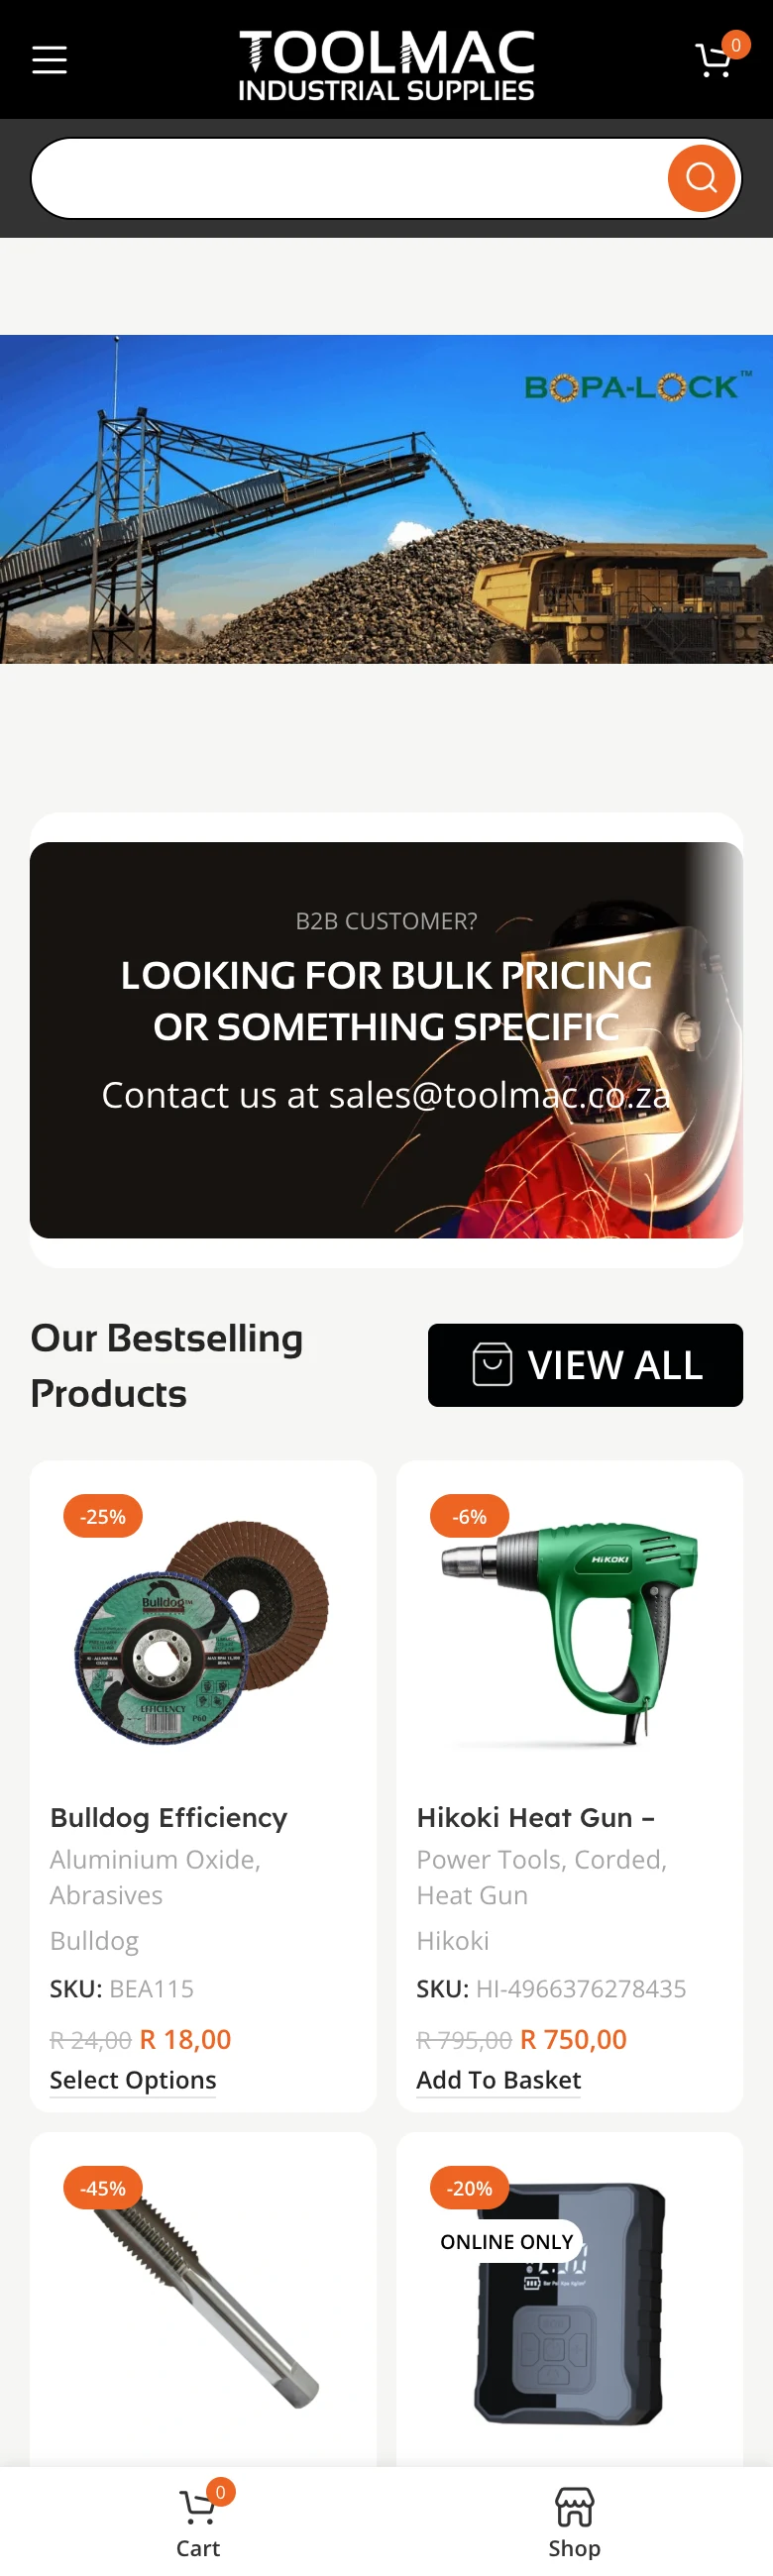 TOOLMAC
INDUSTRIAL SUPPLIES
0
BOPA-LOCK™
B2B CUSTOMER?
LOOKING FOR BULK PRICING
OR SOMETHING SPECIFIC
Contact us at sales@toolmac.co.za
Our Bestselling
Products
VIEW ALL
-25%
Bulldog™
EFFICIENCY
P60
-6%
HiKOKI
Bulldog Efficiency
Aluminium Oxide,
Abrasives
Bulldog
SKU: BEA115
R 24,00 R 18,00
Select Options
Hikoki Heat Gun –
Power Tools, Corded,
Heat Gun
Hikoki
SKU: HI-4966376278435
R 795,00 R 750,00
Add To Basket
-45%
-20%
ONLINE ONLY
0
Cart
Shop